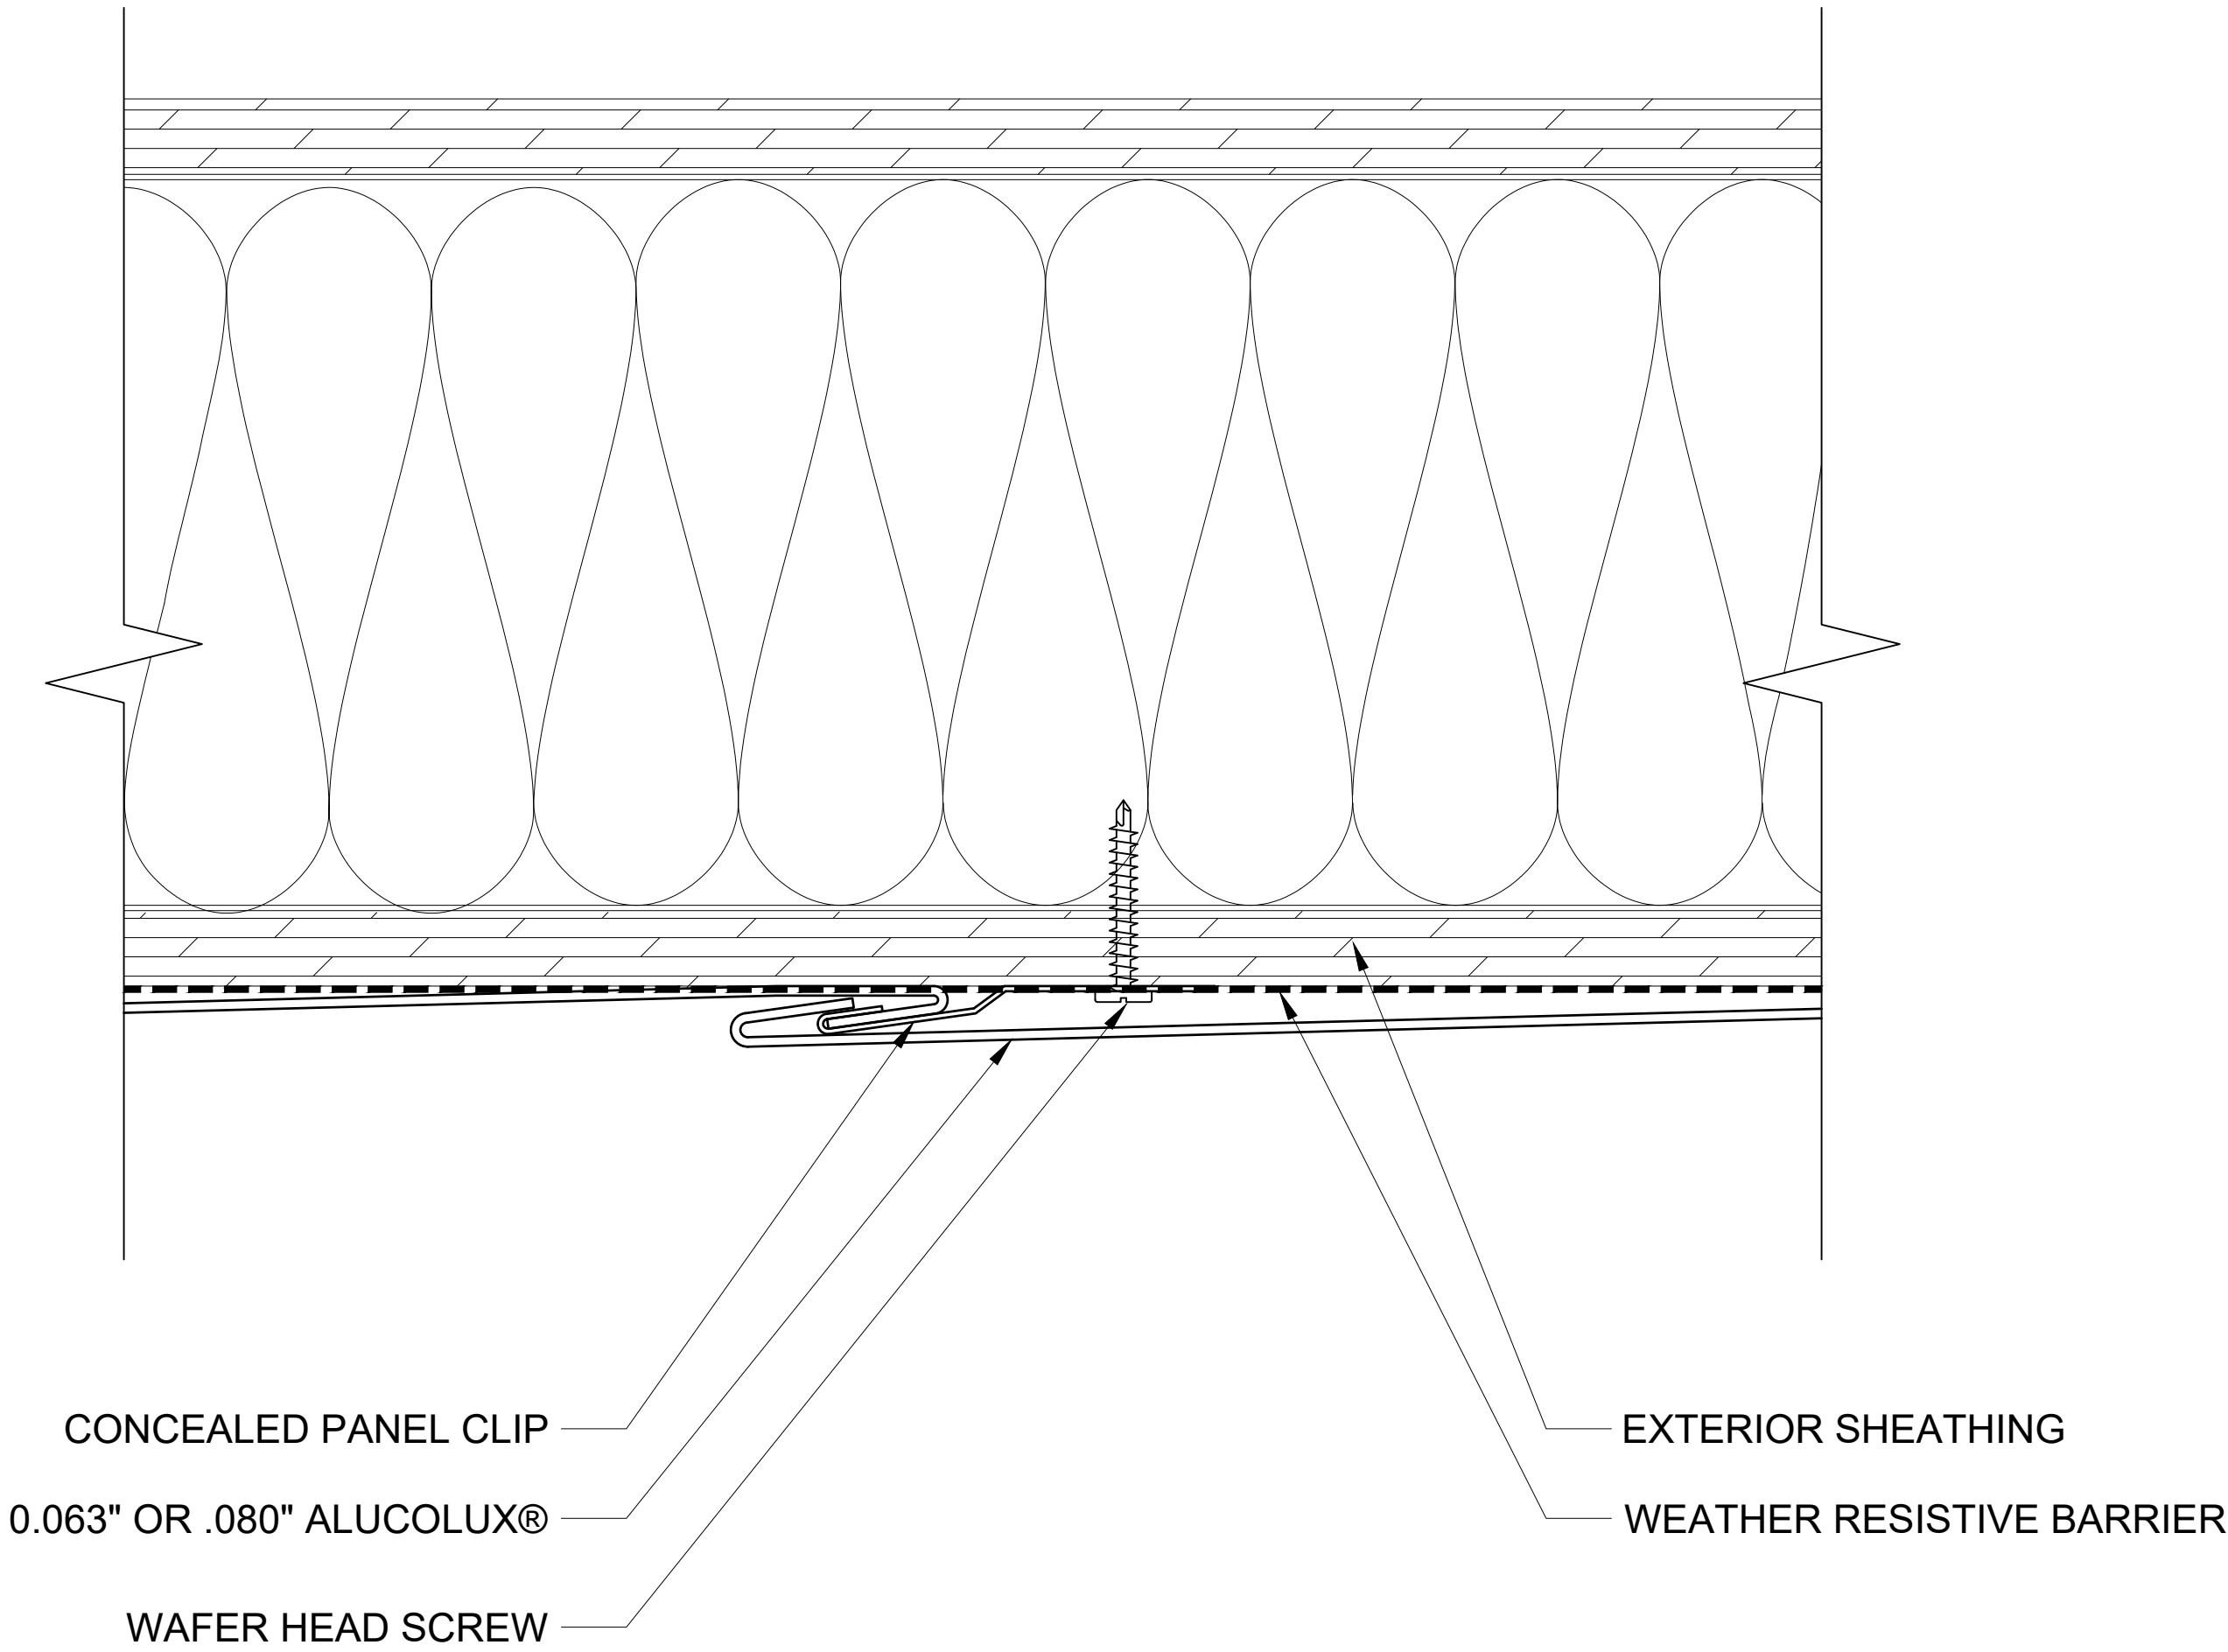 CONCEALED PANEL CLIP
0.063" OR .080" ALUCOLUX®
WAFER HEAD SCREW
EXTERIOR SHEATHING
WEATHER RESISTIVE BARRIER